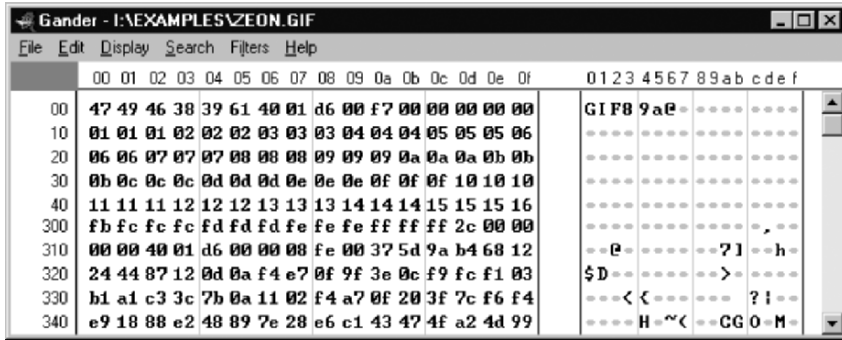 Gander - I:\EXAMPLES\ZEON.GIF
File Edit Display Search Filters Help
00 01 02 03 04 05 06 07 08 09 0a 0b 0c 0d 0e 0f 0123 4567 89ab cdef
00 47 49 46 38 39 61 40 01 d6 00 f7 00 00 00 00 00 GIF8 9a@
10 01 01 01 02 02 02 03 03 03 04 04 04 05 05 05 06
20 06 06 07 07 07 08 08 08 09 09 09 0a 0a 0a 0b 0b
30 0b 0c 0c 0c 0d 0d 0d 0e 0e 0e 0f 0f 0f 10 10 10
40 11 11 11 12 12 12 13 13 13 14 14 14 15 15 15 16
300 fb fc fc fc fd fd fd fe fe fe ff ff ff 2c 00 00 ,
310 00 00 40 01 d6 00 00 08 fe 00 37 5d 9a b4 68 12 @ 7] h
320 24 44 87 12 0d 0a f4 e7 0f 9f 3e 0c f9 fc f1 03 $D >
330 b1 a1 c3 3c 7b 0a 11 02 f4 a7 0f 20 3f 7c f6 f4 < { ?|
340 e9 18 88 e2 48 89 7e 28 e6 c1 43 47 4f a2 4d 99 H ~( CG O M